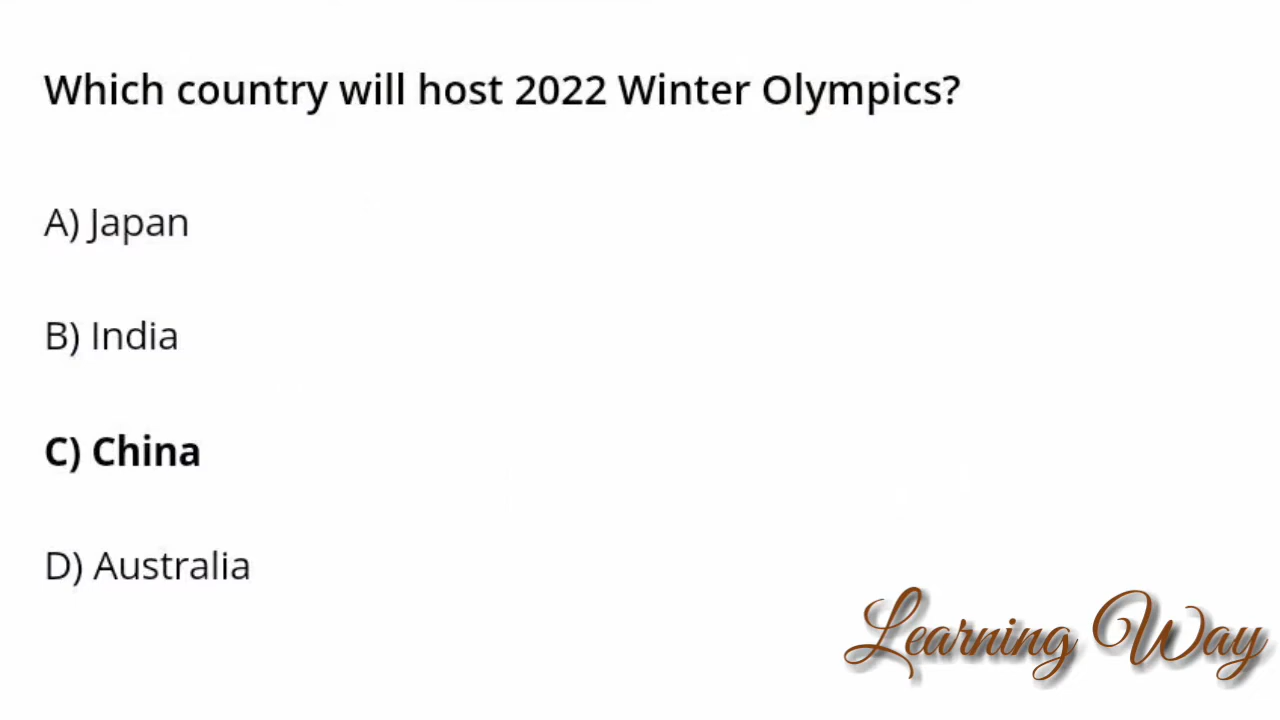 Which country will host 2022 Winter Olympics?
A) Japan
B) India
C) China
D) Australia
Learning Way